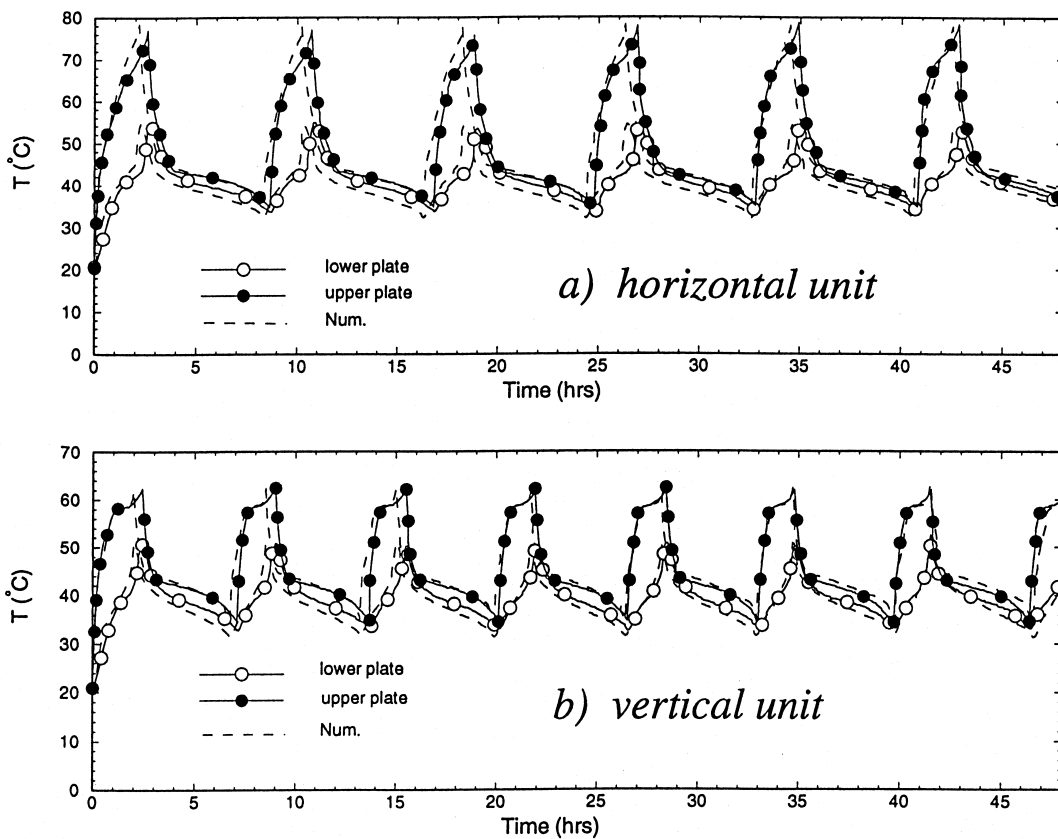 80
70
60
50
40
30
20
10
0
T (°C)
lower plate
upper plate
Num.
a) horizontal unit
0 5 10 15 20 25 30 35 40 45
Time (hrs)
70
60
50
40
30
20
10
0
T (°C)
lower plate
upper plate
Num.
b) vertical unit
0 5 10 15 20 25 30 35 40 45
Time (hrs)